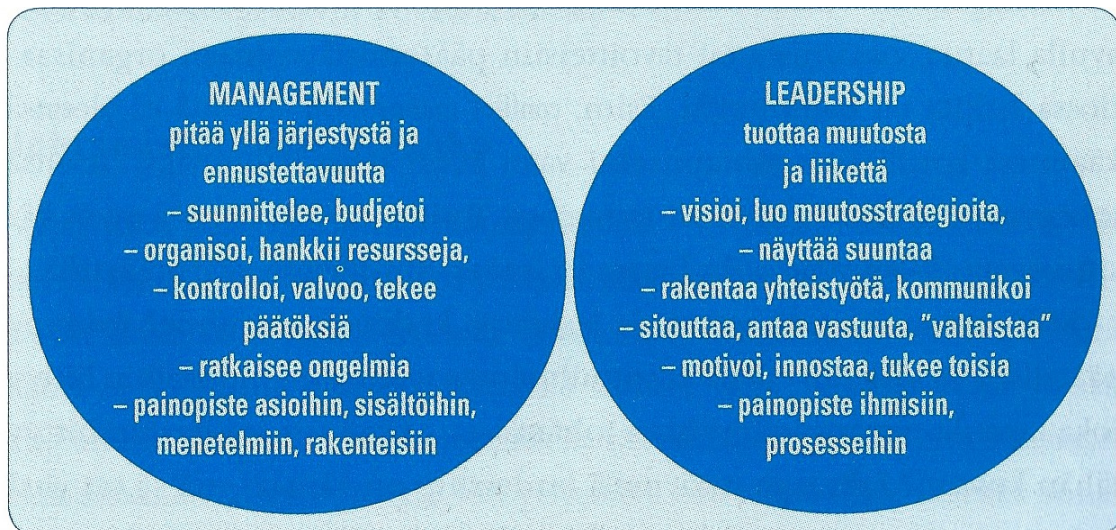 MANAGEMENT
pitää yllä järjestystä ja
ennustettavuutta
– suunnittelee, budjetoi
– organisoi, hankkii resursseja,
– kontrolloi, valvoo, tekee
päätöksiä
– ratkaisee ongelmia
– painopiste asioihin, sisältöihin,
menetelmiin, rakenteisiin
LEADERSHIP
tuottaa muutosta
ja liikettä
– visioi, luo muutosstrategioita,
– näyttää suuntaa
– rakentaa yhteistyötä, kommunikoi
– sitouttaa, antaa vastuuta, ”valtaistaa”
– motivoi, innostaa, tukee toisia
– painopiste ihmisiin,
prosesseihin